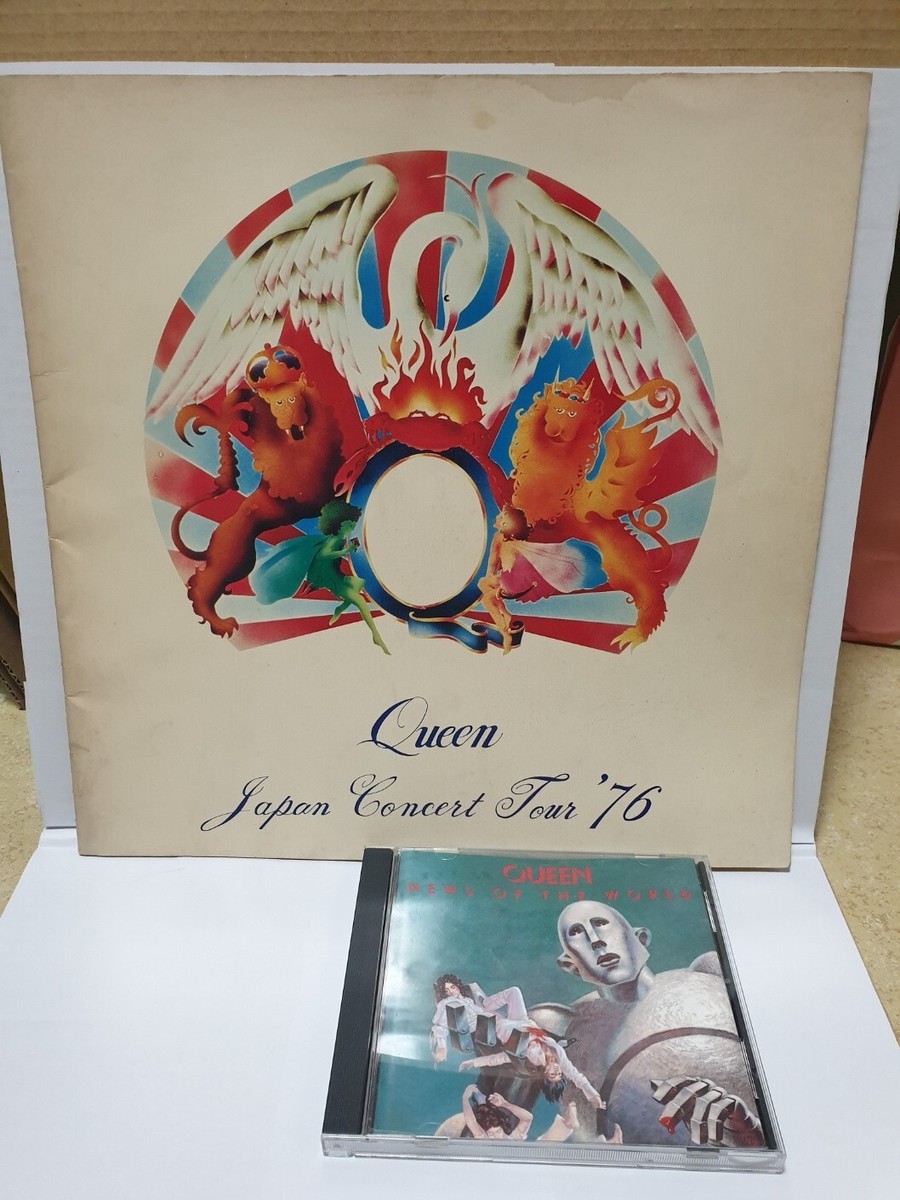 Queen
Japan Concert Tour '76
QUEEN
NEWS OF THE WORLD